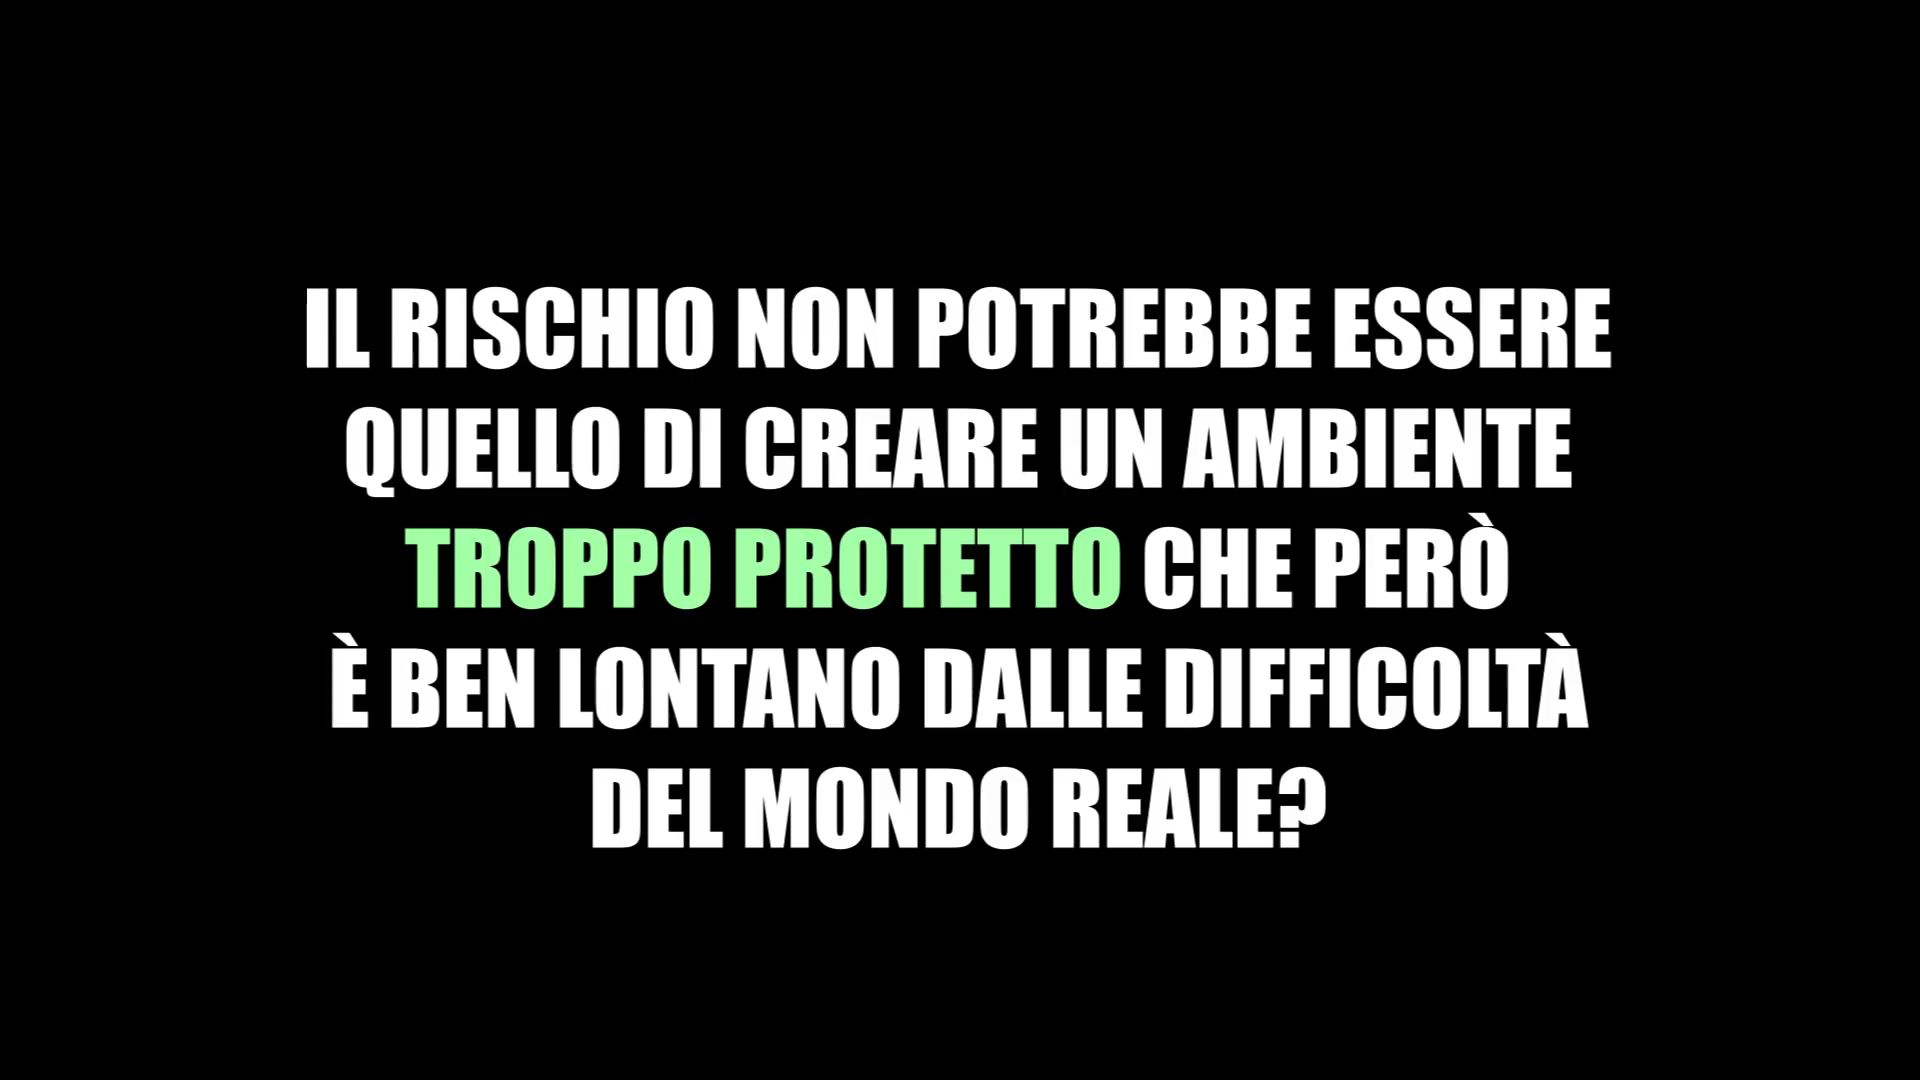 IL RISCHIO NON POTREBBE ESSERE
QUELLO DI CREARE UN AMBIENTE
TROPPO PROTETTO CHE PERÒ
È BEN LONTANO DALLE DIFFICOLTÀ
DEL MONDO REALE?